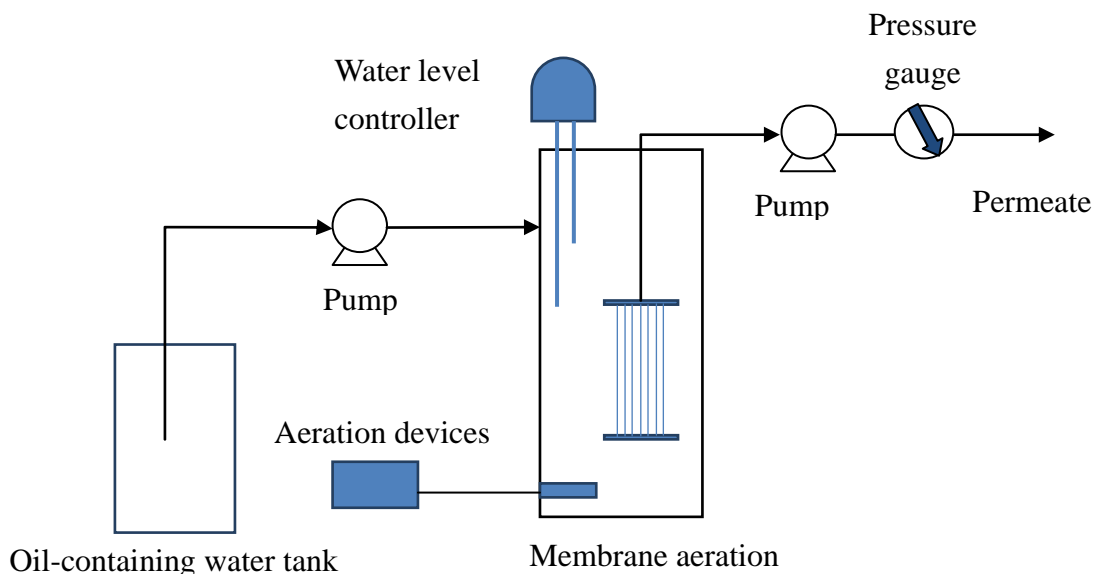 Pressure
gauge
Water level
controller
Pump
Permeate
Pump
Aeration devices
Oil-containing water tank
Membrane aeration